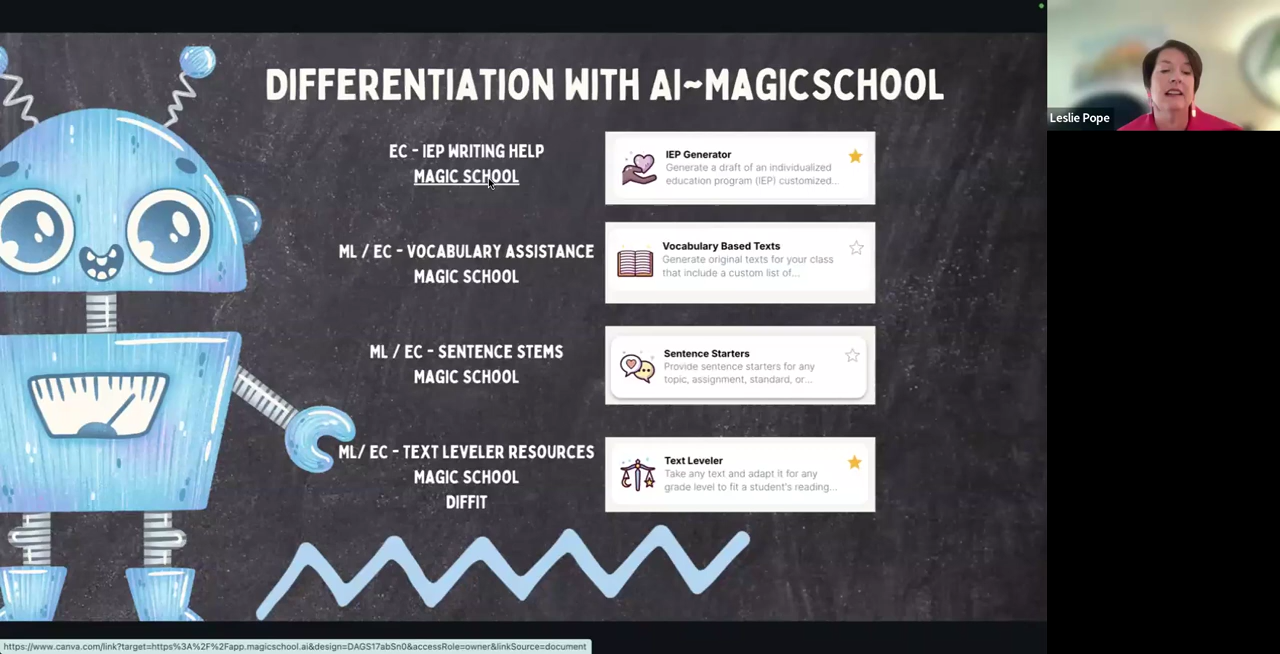 DIFFERENTIATION WITH AI~MAGICSCHOOL
EC - IEP WRITING HELP
MAGIC SCHOOL
IEP Generator
Generate a draft of an individualized
education program (IEP) customized...
ML / EC - VOCABULARY ASSISTANCE
MAGIC SCHOOL
Vocabulary Based Texts
Generate original texts for your class
that include a custom list of...
ML / EC - SENTENCE STEMS
MAGIC SCHOOL
Sentence Starters
Provide sentence starters for any
topic, assignment, standard, or...
ML/ EC - TEXT LEVELER RESOURCES
MAGIC SCHOOL
DIFFIT
Text Leveler
Take any text and adapt it for any
grade level to fit a student's reading...
Leslie Pope
https://www.canva.com/link?target=https%3A%2F%2Fapp.magicschool.ai&design=DAGS17abSn0&accessRole=owner&linkSource=document